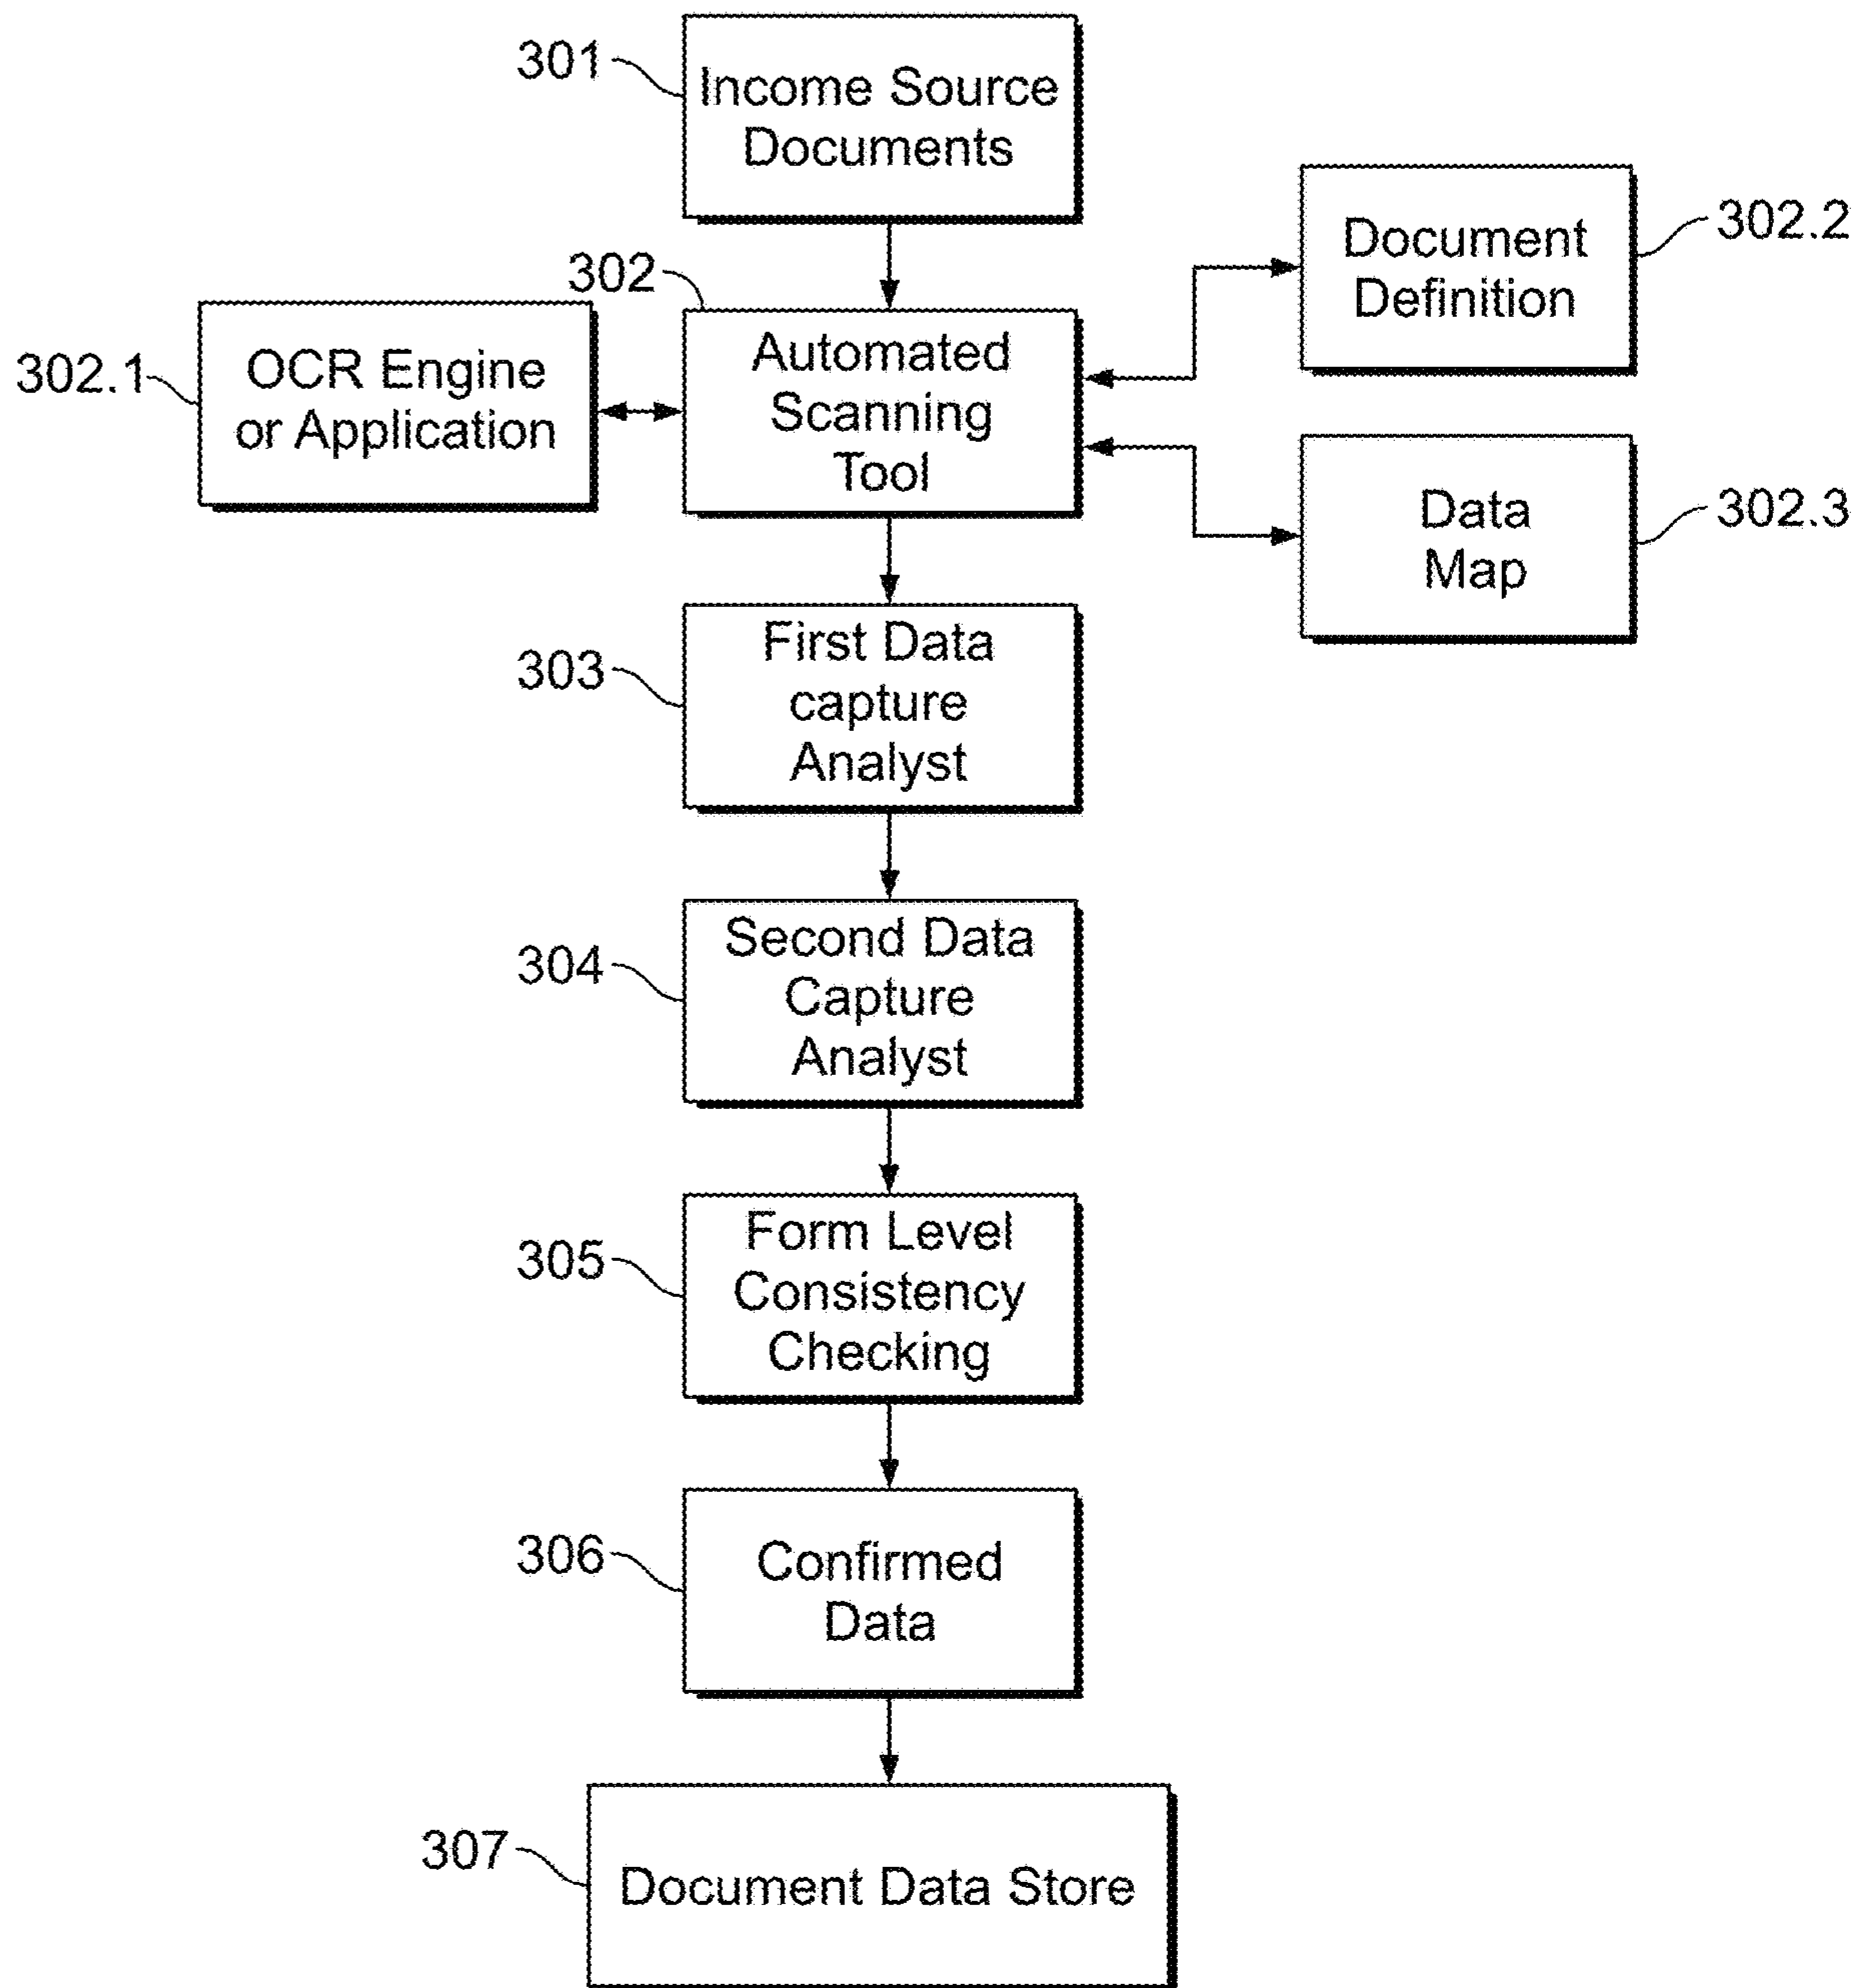 301
Income Source
Documents
302.2
Document
Definition
302
Automated
Scanning
Tool
302.1
OCR Engine
or Application
302.3
Data
Map
303
First Data
capture
Analyst
304
Second Data
Capture
Analyst
305
Form Level
Consistency
Checking
306
Confirmed
Data
307
Document Data Store